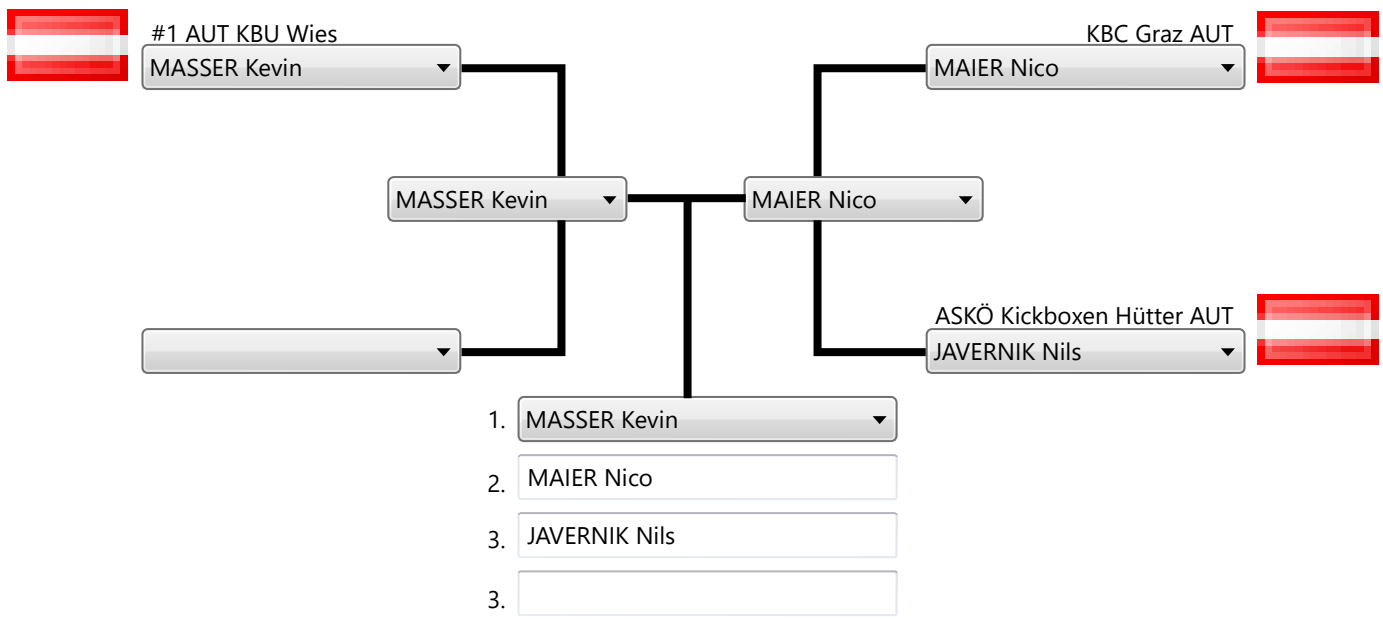 #1 AUT KBU Wies
KBC Graz AUT
MASSER Kevin
MAIER Nico
MASSER Kevin
MAIER Nico
ASKÖ Kickboxen Hütter AUT
JAVERNIK Nils
1. MASSER Kevin
2. MAIER Nico
3. JAVERNIK Nils
3.